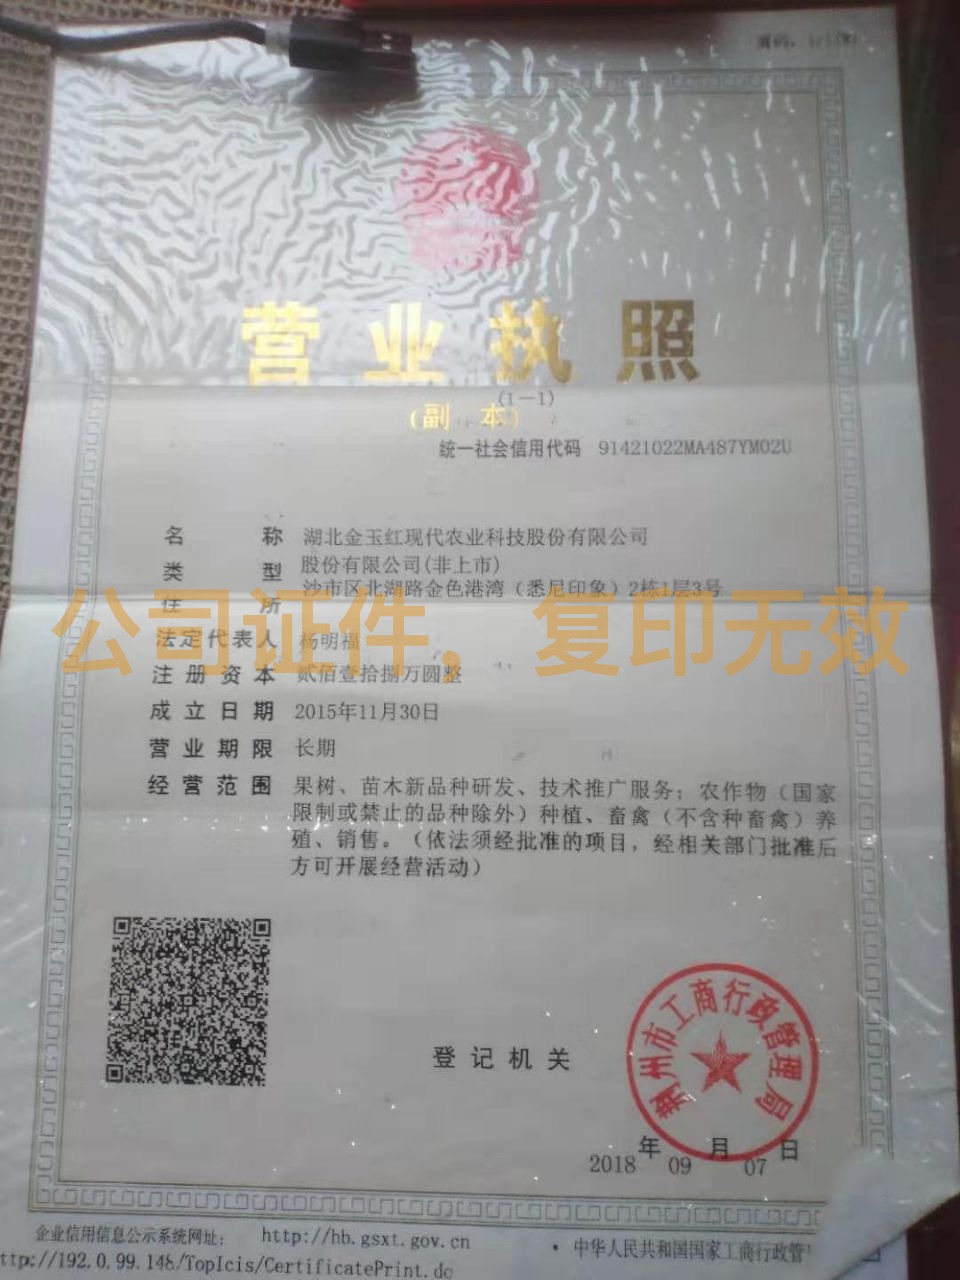 营业执照
(1—1)
(副 本)
统一社会信用代码 91421022MA487YM02U
名 称 湖北金玉红现代农业科技股份有限公司
类 型 股份有限公司(非上市)
住 所 沙市区北湖路金色港湾（悉尼印象）2栋1层3号
公司证件，复印无效
法定代表人 杨明福
注册资本 贰佰壹拾捌万圆整
成立日期 2015年11月30日
营业期限 长期
经营范围 果树、苗木新品种研发、技术推广服务；农作物（国家
限制或禁止的品种除外）种植、畜禽（不含种畜禽）养
殖、销售。（依法须经批准的项目，经相关部门批准后
方可开展经营活动）
登记机关
荆州市工商行政管理局
2018年09月07日
企业信用信息公示系统网址： http://hb.gsxt.gov.cn
·中华人民共和国国家工商行政管
ttp://192.0.99.148/TopIcis/CertificatePrint.do